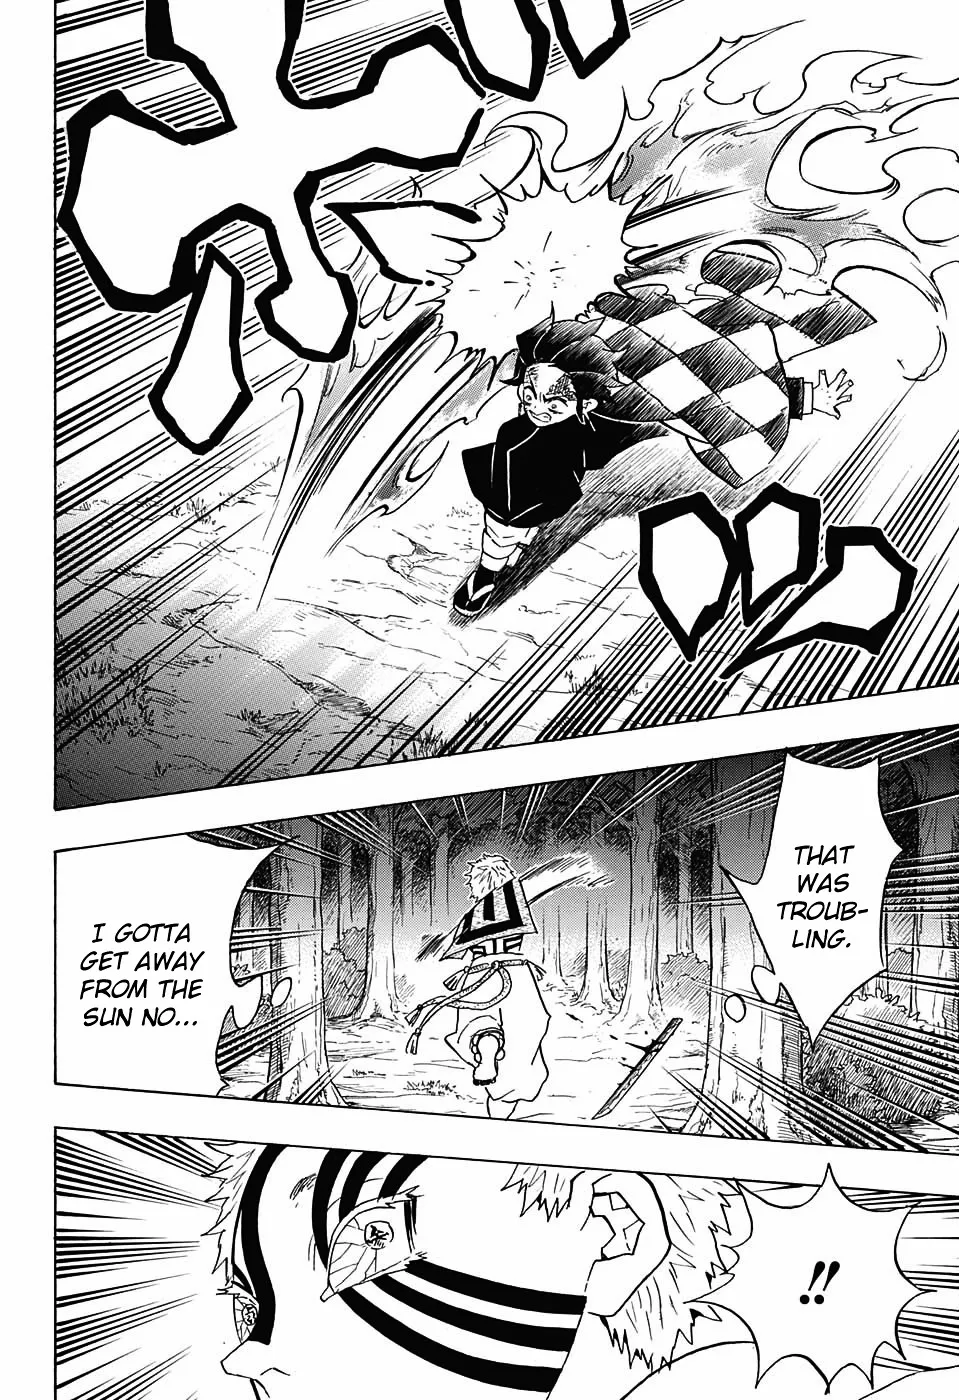 THAT
WAS
TROUB-
LING.
I GOTTA
GET AWAY
FROM THE
SUN NO...
!!